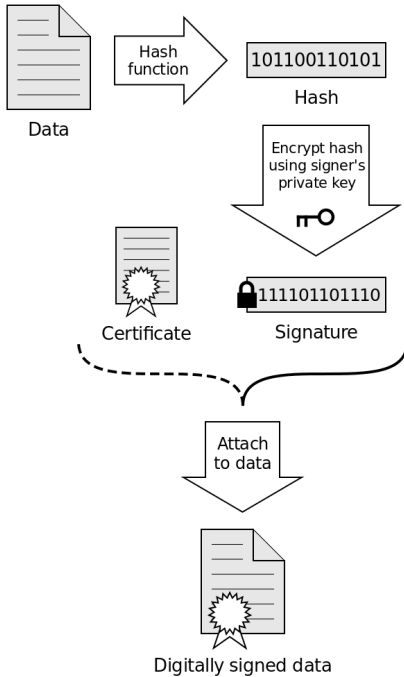 Hash
function
101100110101
Data
Hash
Encrypt hash
using signer's
private key
111101101110
Certificate
Signature
Attach
to data
Digitally signed data